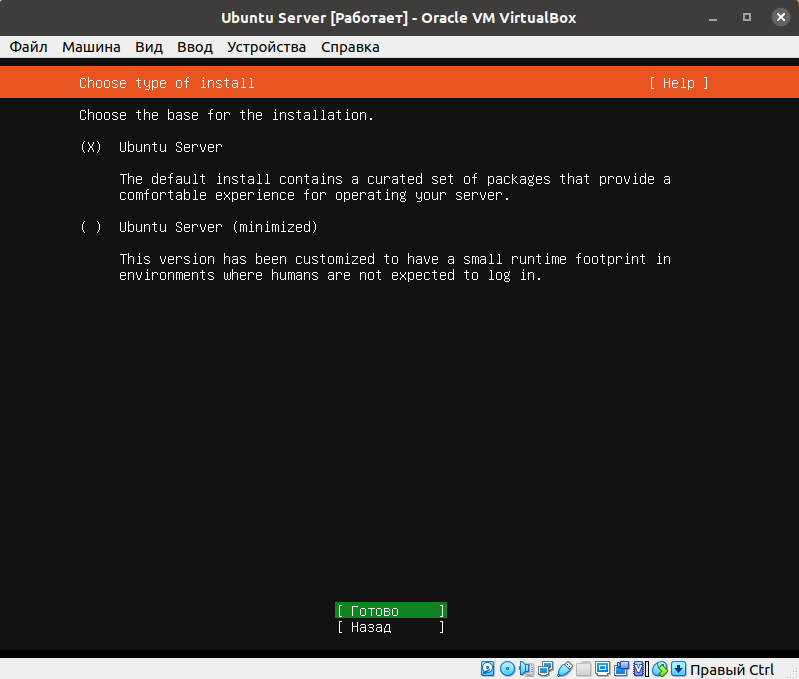 Ubuntu Server [Работает] - Oracle VM VirtualBox
Файл Машина Вид Ввод Устройства Справка
Choose type of install [ Help ]
Choose the base for the installation.
(X) Ubuntu Server
The default install contains a curated set of packages that provide a
comfortable experience for operating your server.
( ) Ubuntu Server (minimized)
This version has been customized to have a small runtime footprint in
environments where humans are not expected to log in.
[ Готово ]
[ Назад ]
Правый Ctrl